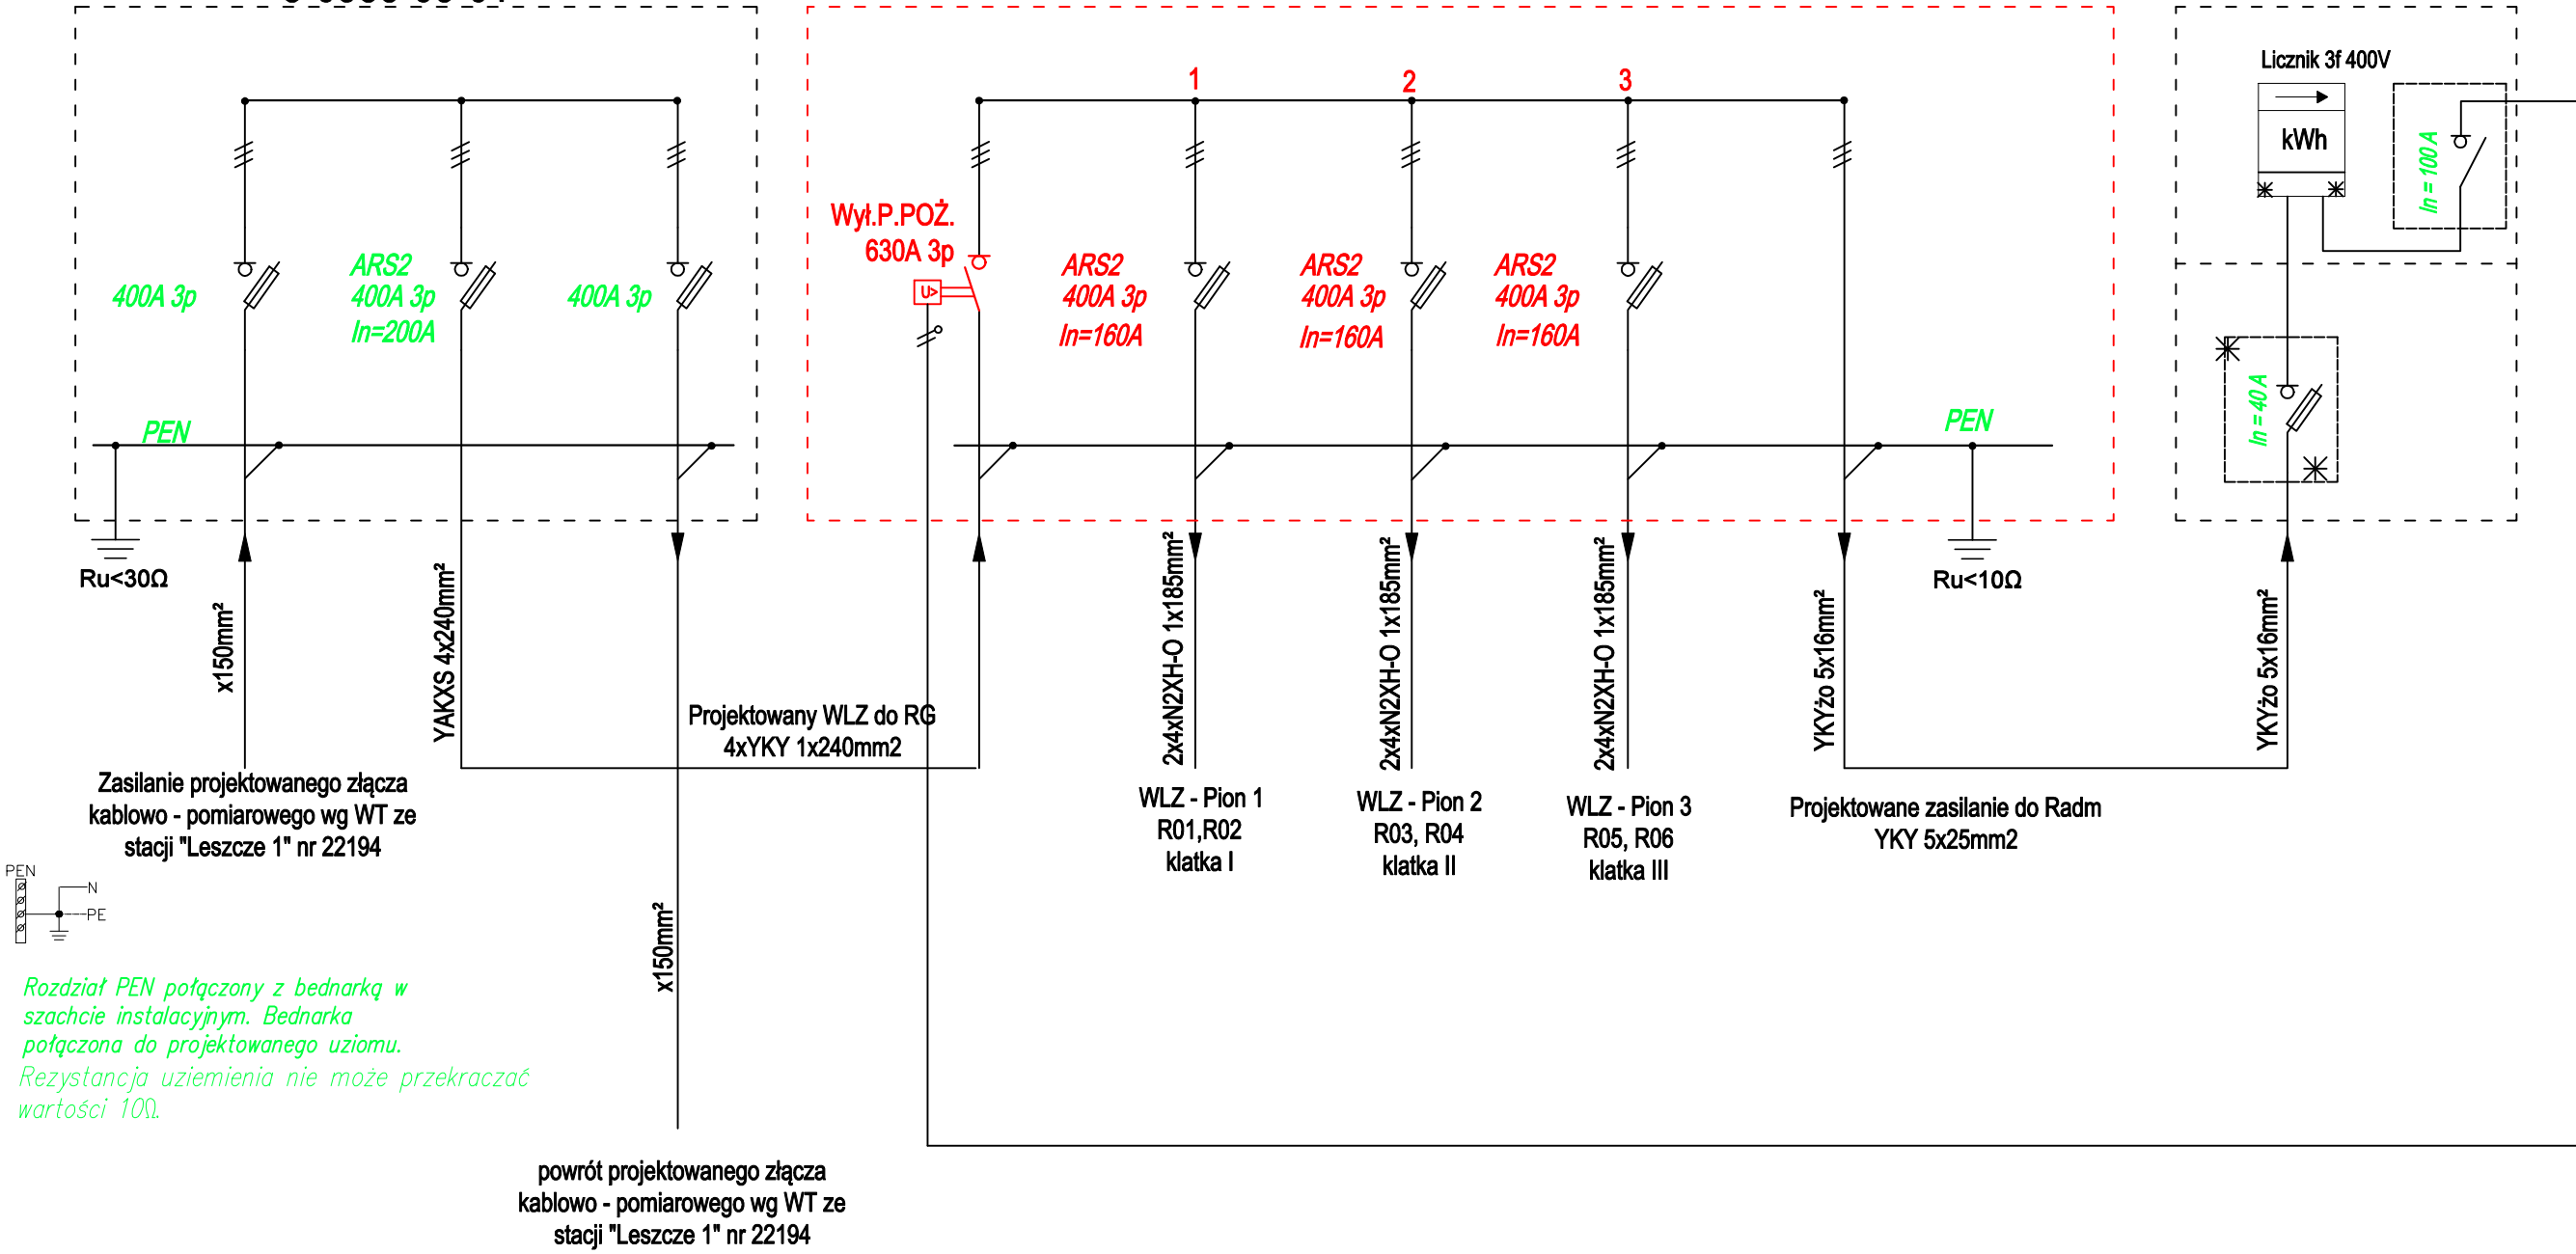 Licznik 3f 400V
kWh
In = 100 A
In = 40 A
1
2
3
Wył.P.POŻ.
630A 3p
U>
400A 3p
ARS2
400A 3p
In=200A
400A 3p
ARS2
400A 3p
In=160A
ARS2
400A 3p
In=160A
ARS2
400A 3p
In=160A
PEN
PEN
Ru<30Ω
Ru<10Ω
x150mm²
YAKXS 4x240mm²
Projektowany WLZ do RG
4xYKY 1x240mm2
2x4xN2XH-O 1x185mm²
2x4xN2XH-O 1x185mm²
2x4xN2XH-O 1x185mm²
YKYżo 5x16mm²
YKYżo 5x16mm²
Zasilanie projektowanego złącza
kablowo - pomiarowego wg WT ze
stacji "Leszcze 1" nr 22194
WLZ - Pion 1
R01,R02
klatka I
WLZ - Pion 2
R03, R04
klatka II
WLZ - Pion 3
R05, R06
klatka III
Projektowane zasilanie do Radm
YKY 5x25mm2
PEN
N
PE
x150mm²
Rozdział PEN połączony z bednarką w
szachcie instalacyjnym. Bednarka
połączona do projektowanego uziomu.
Rezystancja uziemienia nie może przekraczać
wartości 10Ω.
powrót projektowanego złącza
kablowo - pomiarowego wg WT ze
stacji "Leszcze 1" nr 22194